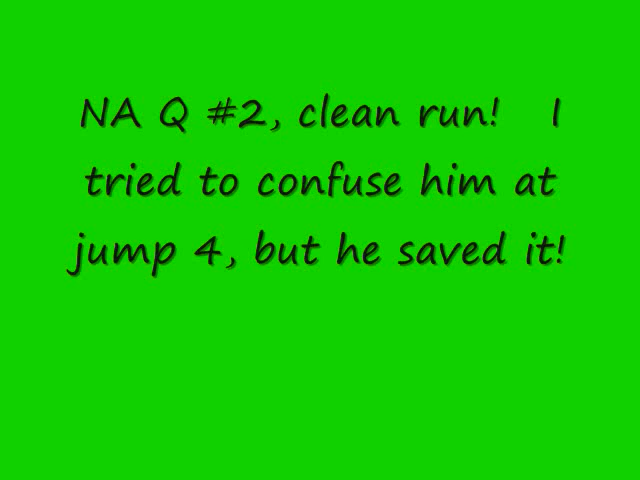 NA Q #2, clean run! I
tried to confuse him at
jump 4, but he saved it!